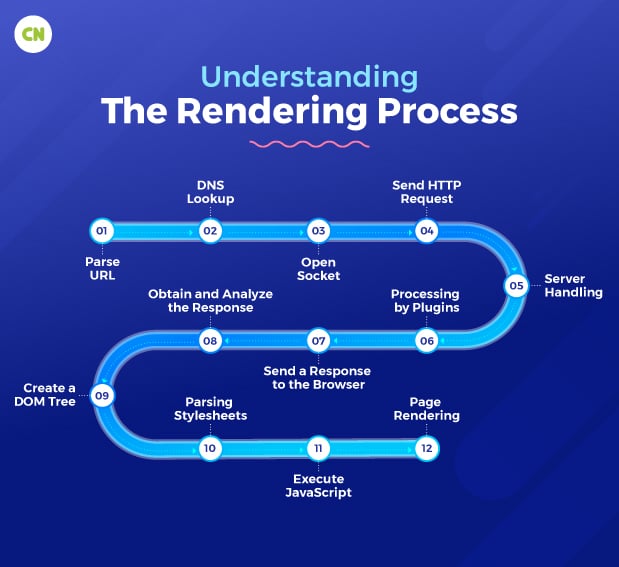 CN
Understanding
The Rendering Process
01
Parse
URL
02
DNS
Lookup
03
Open
Socket
04
Send HTTP
Request
05
Server
Handling
06
Processing
by Plugins
07
Send a Response
to the Browser
08
Obtain and Analyze
the Response
09
Create a
DOM Tree
10
Parsing
Stylesheets
11
Execute
JavaScript
12
Page
Rendering